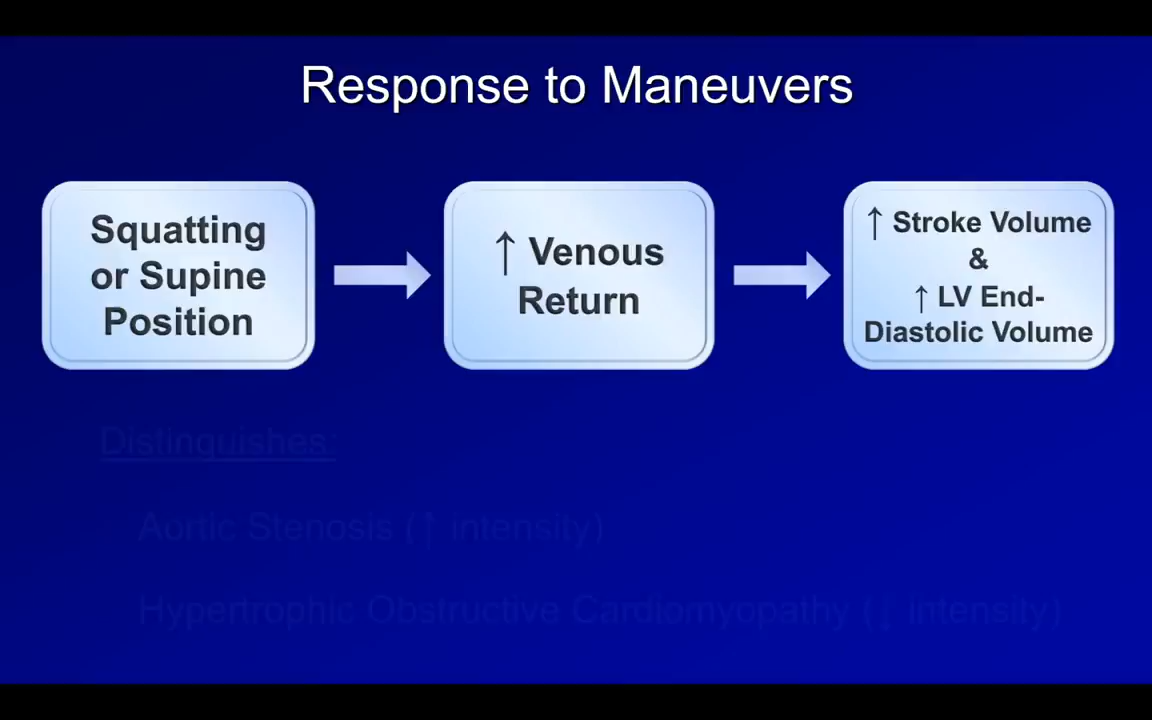 Response to Maneuvers
Squatting
or Supine
Position
↑ Venous
Return
↑ Stroke Volume
&
↑ LV End-
Diastolic Volume
Distinguishes:
Aortic Stenosis (↑ intensity)
Hypertrophic Obstructive Cardiomyopathy (↓ intensity)